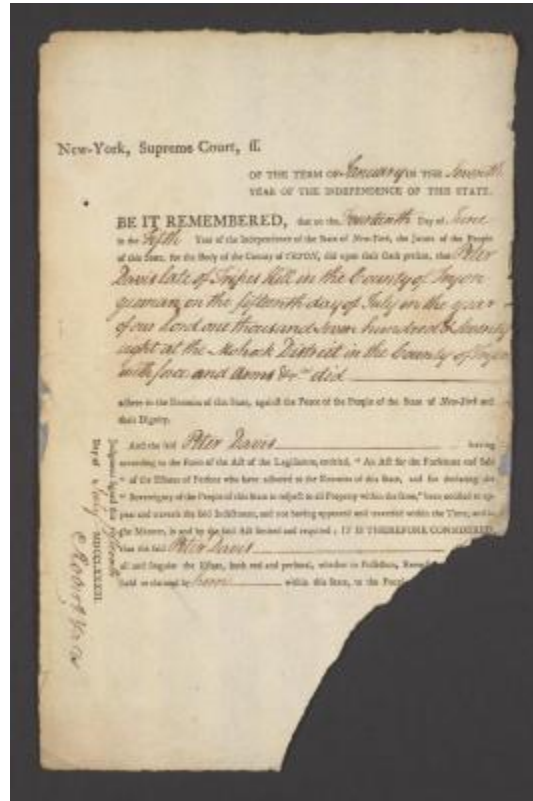 New-York, Supreme Court, ss.
OF THE TERM OF January IN THE Seventh
YEAR OF THE INDEPENDENCE OF THIS STATE.
BE IT REMEMBERED, that on the Fourteenth Day of June
in the Fifth Year of the Independence of the State of New-York, the Jurors of the People
of this State, for the Body of the County of TRYON, did upon their Oath present, that Peter
Davis late of Tripes Hill in the County of Tryon
yeoman on the fifteenth day of July in the year
of our Lord one thousand seven hundred & seventy
eight at the Mohock District in the County of Tryon
with force and arms &c. did
adhere to the Enemies of this State, against the Peace of the People of the State of New-York and
their Dignity.
And the said Peter Davis having
according to the Form of the Act of the Legislature, entitled, “ An Act for the Forfeiture and Sale
“ of the Estates of Persons who have adhered to the Enemies of this State, and for declaring the
“ Sovereignty of the People of this State in respect to all Property within the same,” been notified to ap-
pear and traverse the said Indictment, and not having appeared and traversed within the Time, and in
the Manner, in and by the said Act limited and required ; IT IS THEREFORE CONSIDERED
that the said Peter Davis
all and singular the Estate, both real and personal, whether in Possession,
held or claimed by him within this State, to the People
Judgment signed the fifteenth
Day of July MDCCLXXXIII.